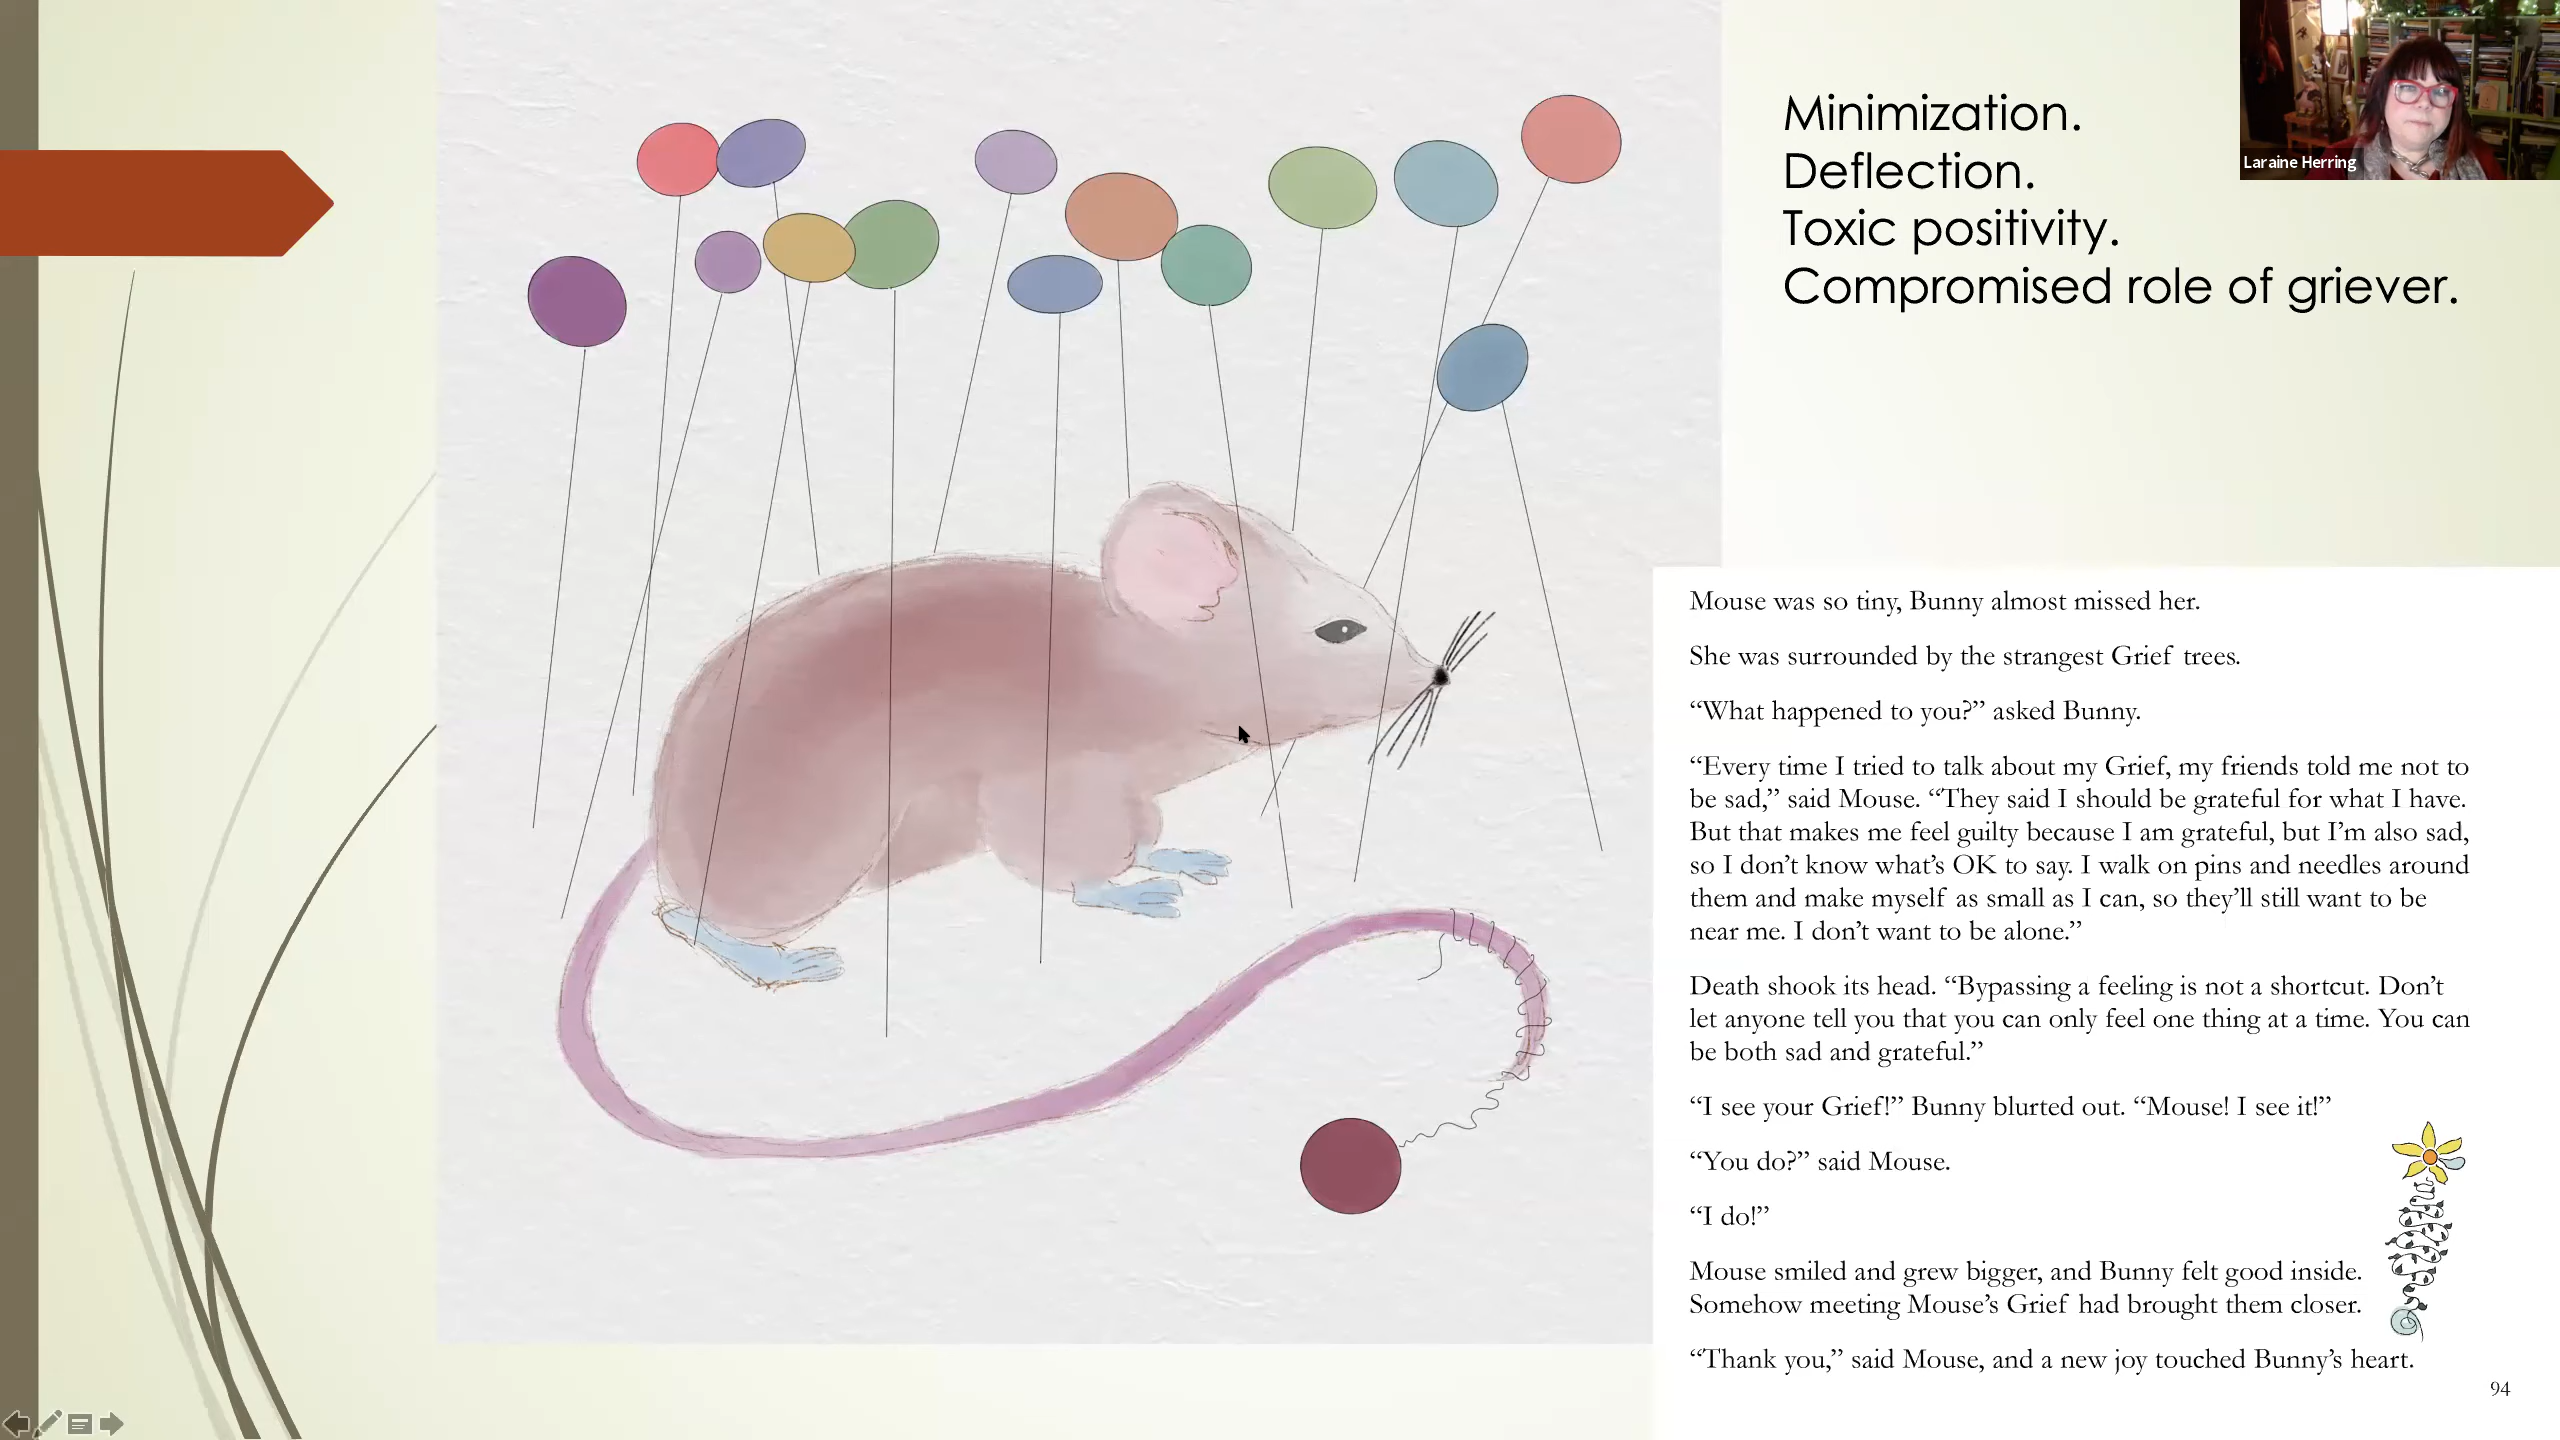 Minimization.
Deflection.
Toxic positivity.
Compromised role of griever.
Laraine Herring
Mouse was so tiny, Bunny almost missed her.
She was surrounded by the strangest Grief trees.
“What happened to you?” asked Bunny.
“Every time I tried to talk about my Grief, my friends told me not to
be sad,” said Mouse. “They said I should be grateful for what I have.
But that makes me feel guilty because I am grateful, but I’m also sad,
so I don’t know what’s OK to say. I walk on pins and needles around
them and make myself as small as I can, so they’ll still want to be
near me. I don’t want to be alone.”
Death shook its head. “Bypassing a feeling is not a shortcut. Don’t
let anyone tell you that you can only feel one thing at a time. You can
be both sad and grateful.”
“I see your Grief!” Bunny blurted out. “Mouse! I see it!”
“You do?” said Mouse.
“I do!”
Mouse smiled and grew bigger, and Bunny felt good inside.
Somehow meeting Mouse’s Grief had brought them closer.
“Thank you,” said Mouse, and a new joy touched Bunny’s heart.
94